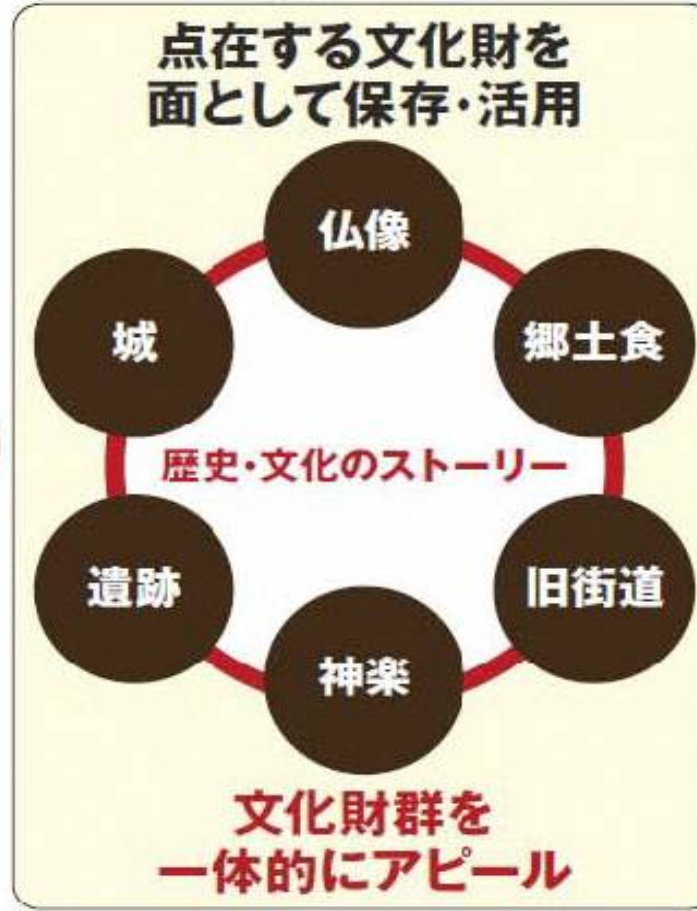 点在する文化財を
面として保存・活用
仏像
城
郷土食
歴史・文化のストーリー
遺跡
旧街道
神楽
文化財群を
一体的にアピール